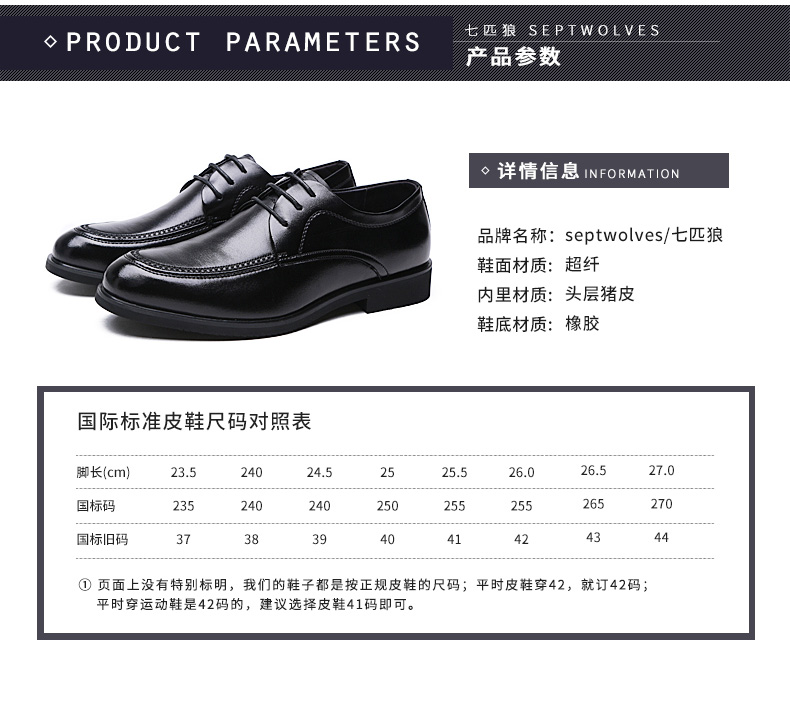 PRODUCT PARAMETERS
七匹狼 SEPTWOLVES
产品参数
详情信息 INFORMATION
品牌名称: septwolves/七匹狼
鞋面材质: 超纤
内里材质: 头层猪皮
鞋底材质: 橡胶
国际标准皮鞋尺码对照表
脚长(cm) 23.5 240 24.5 25 25.5 26.0 26.5 27.0
国标码 235 240 240 250 255 255 265 270
国标旧码 37 38 39 40 41 42 43 44
① 页面上没有特别标明，我们的鞋子都是按正规皮鞋的尺码；平时皮鞋穿42，就订42码；
平时穿运动鞋是42码的，建议选择皮鞋41码即可。